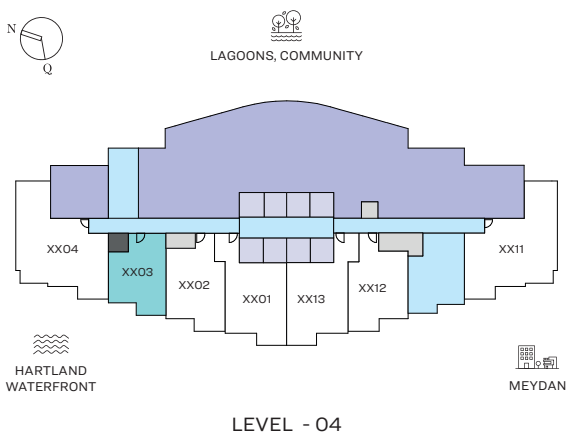 N
Q
LAGOONS, COMMUNITY
XX04
XX03
XX02
XX01
XX13
XX12
XX11
HARTLAND
WATERFRONT
MEYDAN
LEVEL - 04